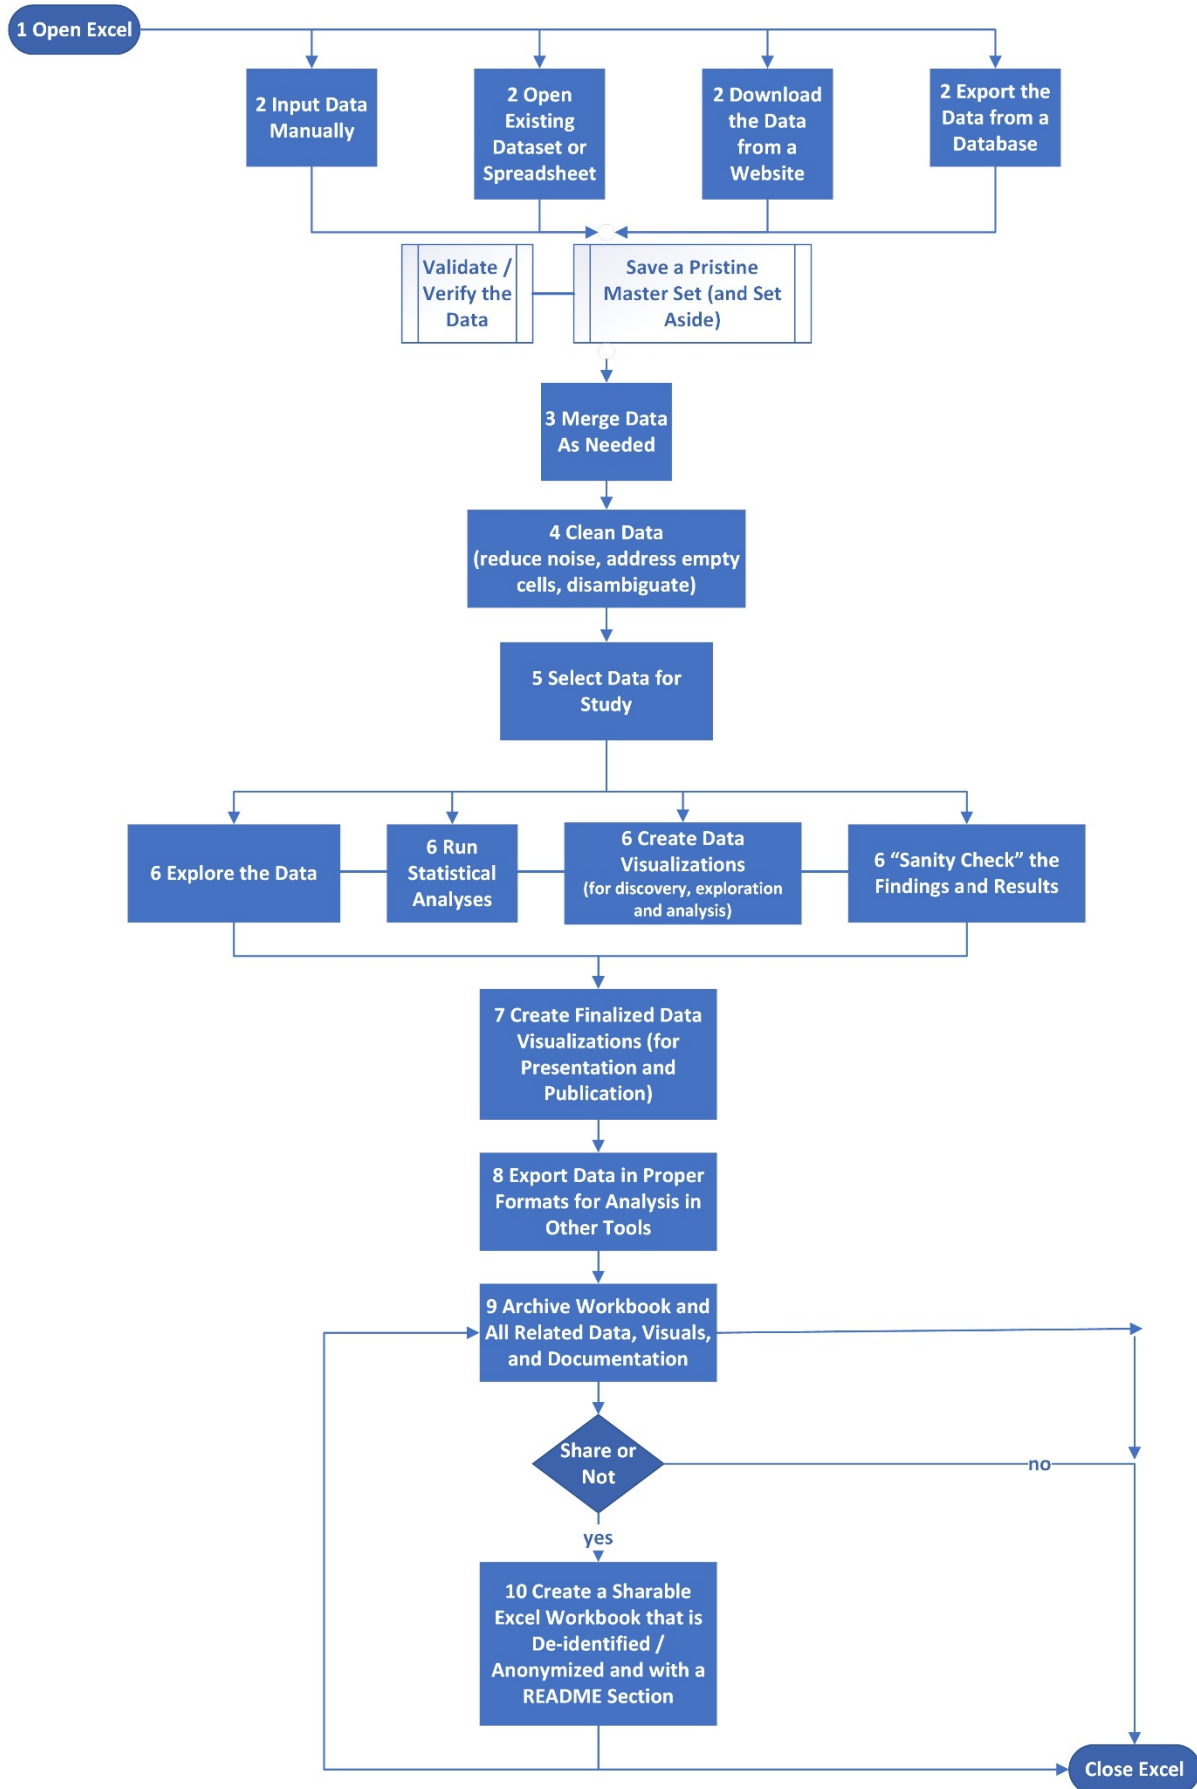 1 Open Excel
2 Input Data
Manually
2 Open
Existing
Dataset or
Spreadsheet
2 Download
the Data
from a
Website
2 Export the
Data from a
Database
Validate /
Verify the
Data
Save a Pristine
Master Set (and Set
Aside)
3 Merge Data
As Needed
4 Clean Data
(reduce noise, address empty
cells, disambiguate)
5 Select Data for
Study
6 Explore the Data
6 Run
Statistical
Analyses
6 Create Data
Visualizations
(for discovery, exploration
and analysis)
6 “Sanity Check” the
Findings and Results
7 Create Finalized Data
Visualizations (for
Presentation and
Publication)
8 Export Data in Proper
Formats for Analysis in
Other Tools
9 Archive Workbook and
All Related Data, Visuals,
and Documentation
Share or
Not
no
yes
10 Create a Sharable
Excel Workbook that is
De-identified /
Anonymized and with a
README Section
Close Excel